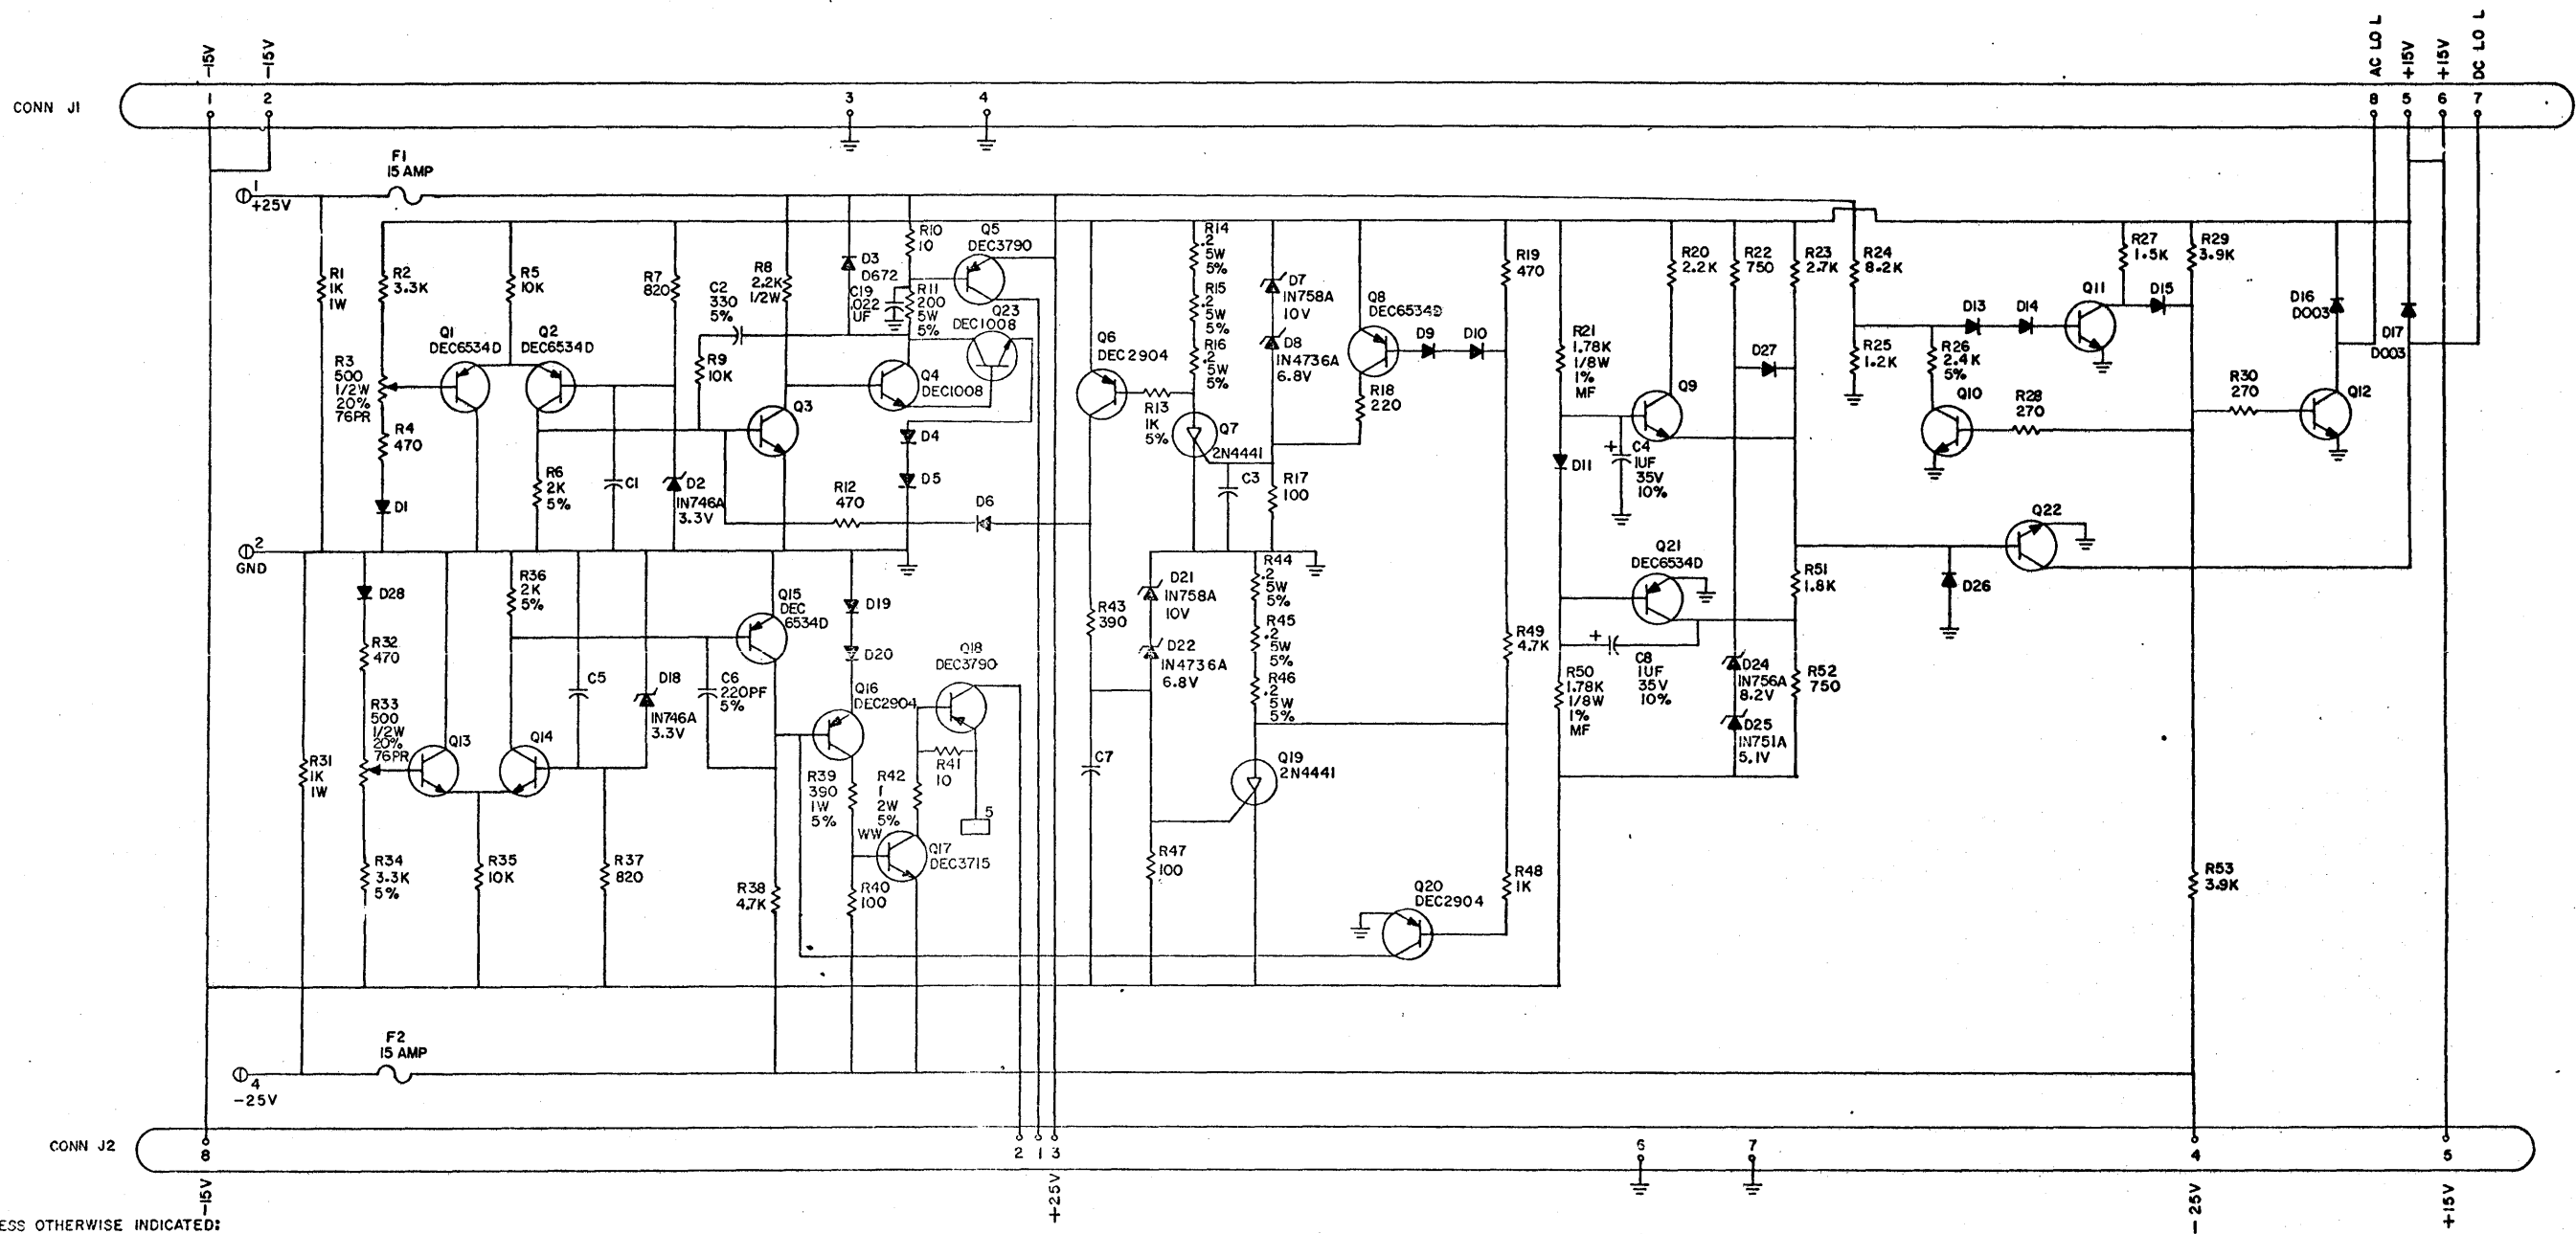 -15V
-15V
AC LO L
+15V
+15V
DC LO L
CONN J1
1
2
3
4
8
5
6
7
F1
15 AMP
1
+25V
R1
1K
1W
R2
3.3K
R5
10K
R7
820
C2
330
5%
R8
2.2K
1/2W
D3
D672
C19
.022
UF
R10
10
R11
200
5W
5%
Q5
DEC3790
Q23
DEC1008
R14
.2
5W
5%
R15
.2
5W
5%
R16
.2
5W
5%
D7
IN758A
10V
D8
IN4736A
6.8V
Q8
DEC6534D
D9
D10
R19
470
R20
2.2K
R22
750
R23
2.7K
R24
8.2K
R27
1.5K
R29
3.9K
Q11
D15
D13
D14
D16
D003
D17
D003
R3
500
1/2W
20%
76PR
Q1
DEC6534D
Q2
DEC6534D
R9
10K
Q3
Q4
DEC1008
Q6
DEC2904
R13
1K
5%
Q7
2N4441
R18
220
R21
1.78K
1/8W
1%
MF
D27
Q9
R25
1.2K
R26
2.4K
5%
Q10
R28
270
R30
270
Q12
R4
470
D1
R6
2K
5%
C1
D2
IN746A
3.3V
R12
470
D4
D5
D6
C3
R17
100
D11
+
C4
1UF
35V
10%
Q22
2
GND
D28
R36
2K
5%
Q15
DEC
6534D
D19
D20
R43
390
D21
IN758A
10V
D22
IN4736A
6.8V
R44
.2
5W
5%
R45
.2
5W
5%
R46
.2
5W
5%
Q21
DEC6534D
R51
1.8K
D26
R32
470
R33
500
1/2W
20%
76PR
C5
D18
IN746A
3.3V
C6
220PF
5%
Q16
DEC2904
Q18
DEC3790
R49
4.7K
+
C8
1UF
35V
10%
R50
1.78K
1/8W
1%
MF
D24
IN756A
8.2V
D25
IN751A
5.1V
R52
750
R31
1K
1W
Q13
Q14
R39
390
1W
5%
R42
1
2W
5%
WW
R41
10
5
C7
Q19
2N4441
R34
3.3K
5%
R35
10K
R37
820
R38
4.7K
R40
100
Q17
DEC3715
R47
100
Q20
DEC2904
R48
1K
R53
3.9K
F2
15 AMP
4
-25V
CONN J2
8
2
1
3
6
7
4
5
-15V
+25V
-25V
+15V
ESS OTHERWISE INDICATED: